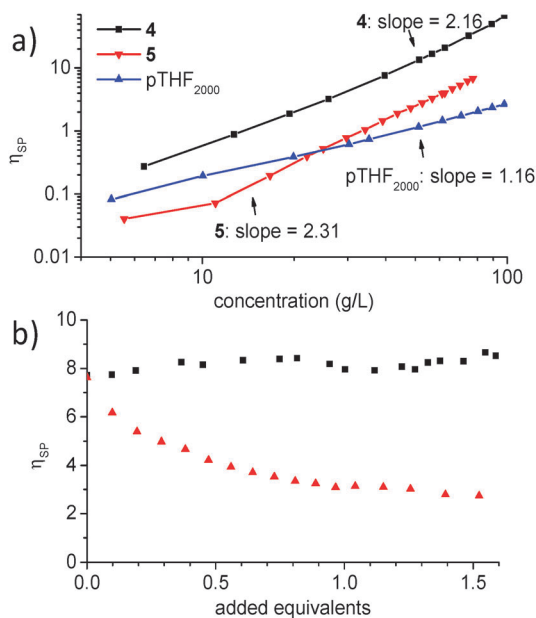 a)
4
5
pTHF2000
4: slope = 2.16
10
1
0.1
0.01
ηSP
pTHF2000: slope = 1.16
5: slope = 2.31
10
100
concentration (g/L)
b)
10
8
6
4
2
0
ηSP
0.0
0.5
1.0
1.5
added equivalents